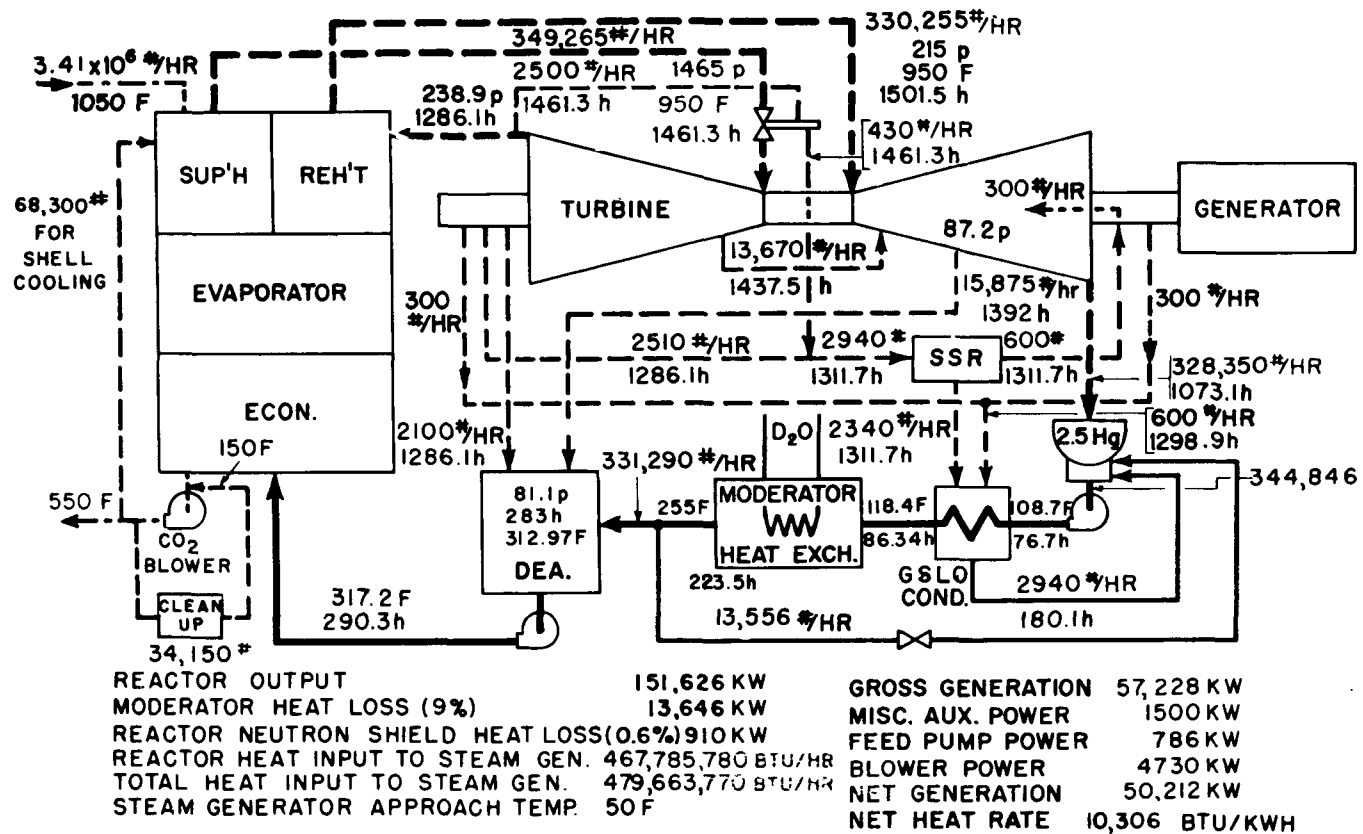 349,265#/HR
330,255#/HR
215 p
950 F
1501.5 h
3.41x10⁶ #/HR
1050 F
2500#/HR
1461.3 h
1465 p
950 F
1461.3 h
238.9 p
1286.1h
430#/HR
1461.3h
SUP'H
REH'T
68,300#
FOR
SHELL
COOLING
TURBINE
300#/HR
GENERATOR
87.2 p
13,670#/HR
1437.5 h
EVAPORATOR
15,875#/hr
1392 h
300
#/HR
300 #/HR
2510 #/HR
1286.1h
2940#
1311.7h
SSR
600#
1311.7h
328,350#/HR
1073.1h
ECON.
150F
2100#/HR
1286.1h
D₂O
2340#/HR
1311.7h
600#/HR
1298.9h
2.5 Hg
331,290 #/HR
344,846
550 F
CO₂
BLOWER
81.1p
283h
312.97F
DEA.
255F
MODERATOR
HEAT EXCH.
118.4F
86.34h
108.7F
76.7h
223.5h
GSLO
COND.
2940#/HR
180.1h
317.2 F
290.3h
CLEAN
UP
34,150#
13,556 #/HR
REACTOR OUTPUT 151,626 KW
MODERATOR HEAT LOSS (9%) 13,646 KW
REACTOR NEUTRON SHIELD HEAT LOSS(0.6%) 910 KW
REACTOR HEAT INPUT TO STEAM GEN. 467,785,780 BTU/HR
TOTAL HEAT INPUT TO STEAM GEN. 479,663,770 BTU/HR
STEAM GENERATOR APPROACH TEMP. 50 F
GROSS GENERATION 57,228 KW
MISC. AUX. POWER 1500 KW
FEED PUMP POWER 786 KW
BLOWER POWER 4730 KW
NET GENERATION 50,212 KW
NET HEAT RATE 10,306 BTU/KWH